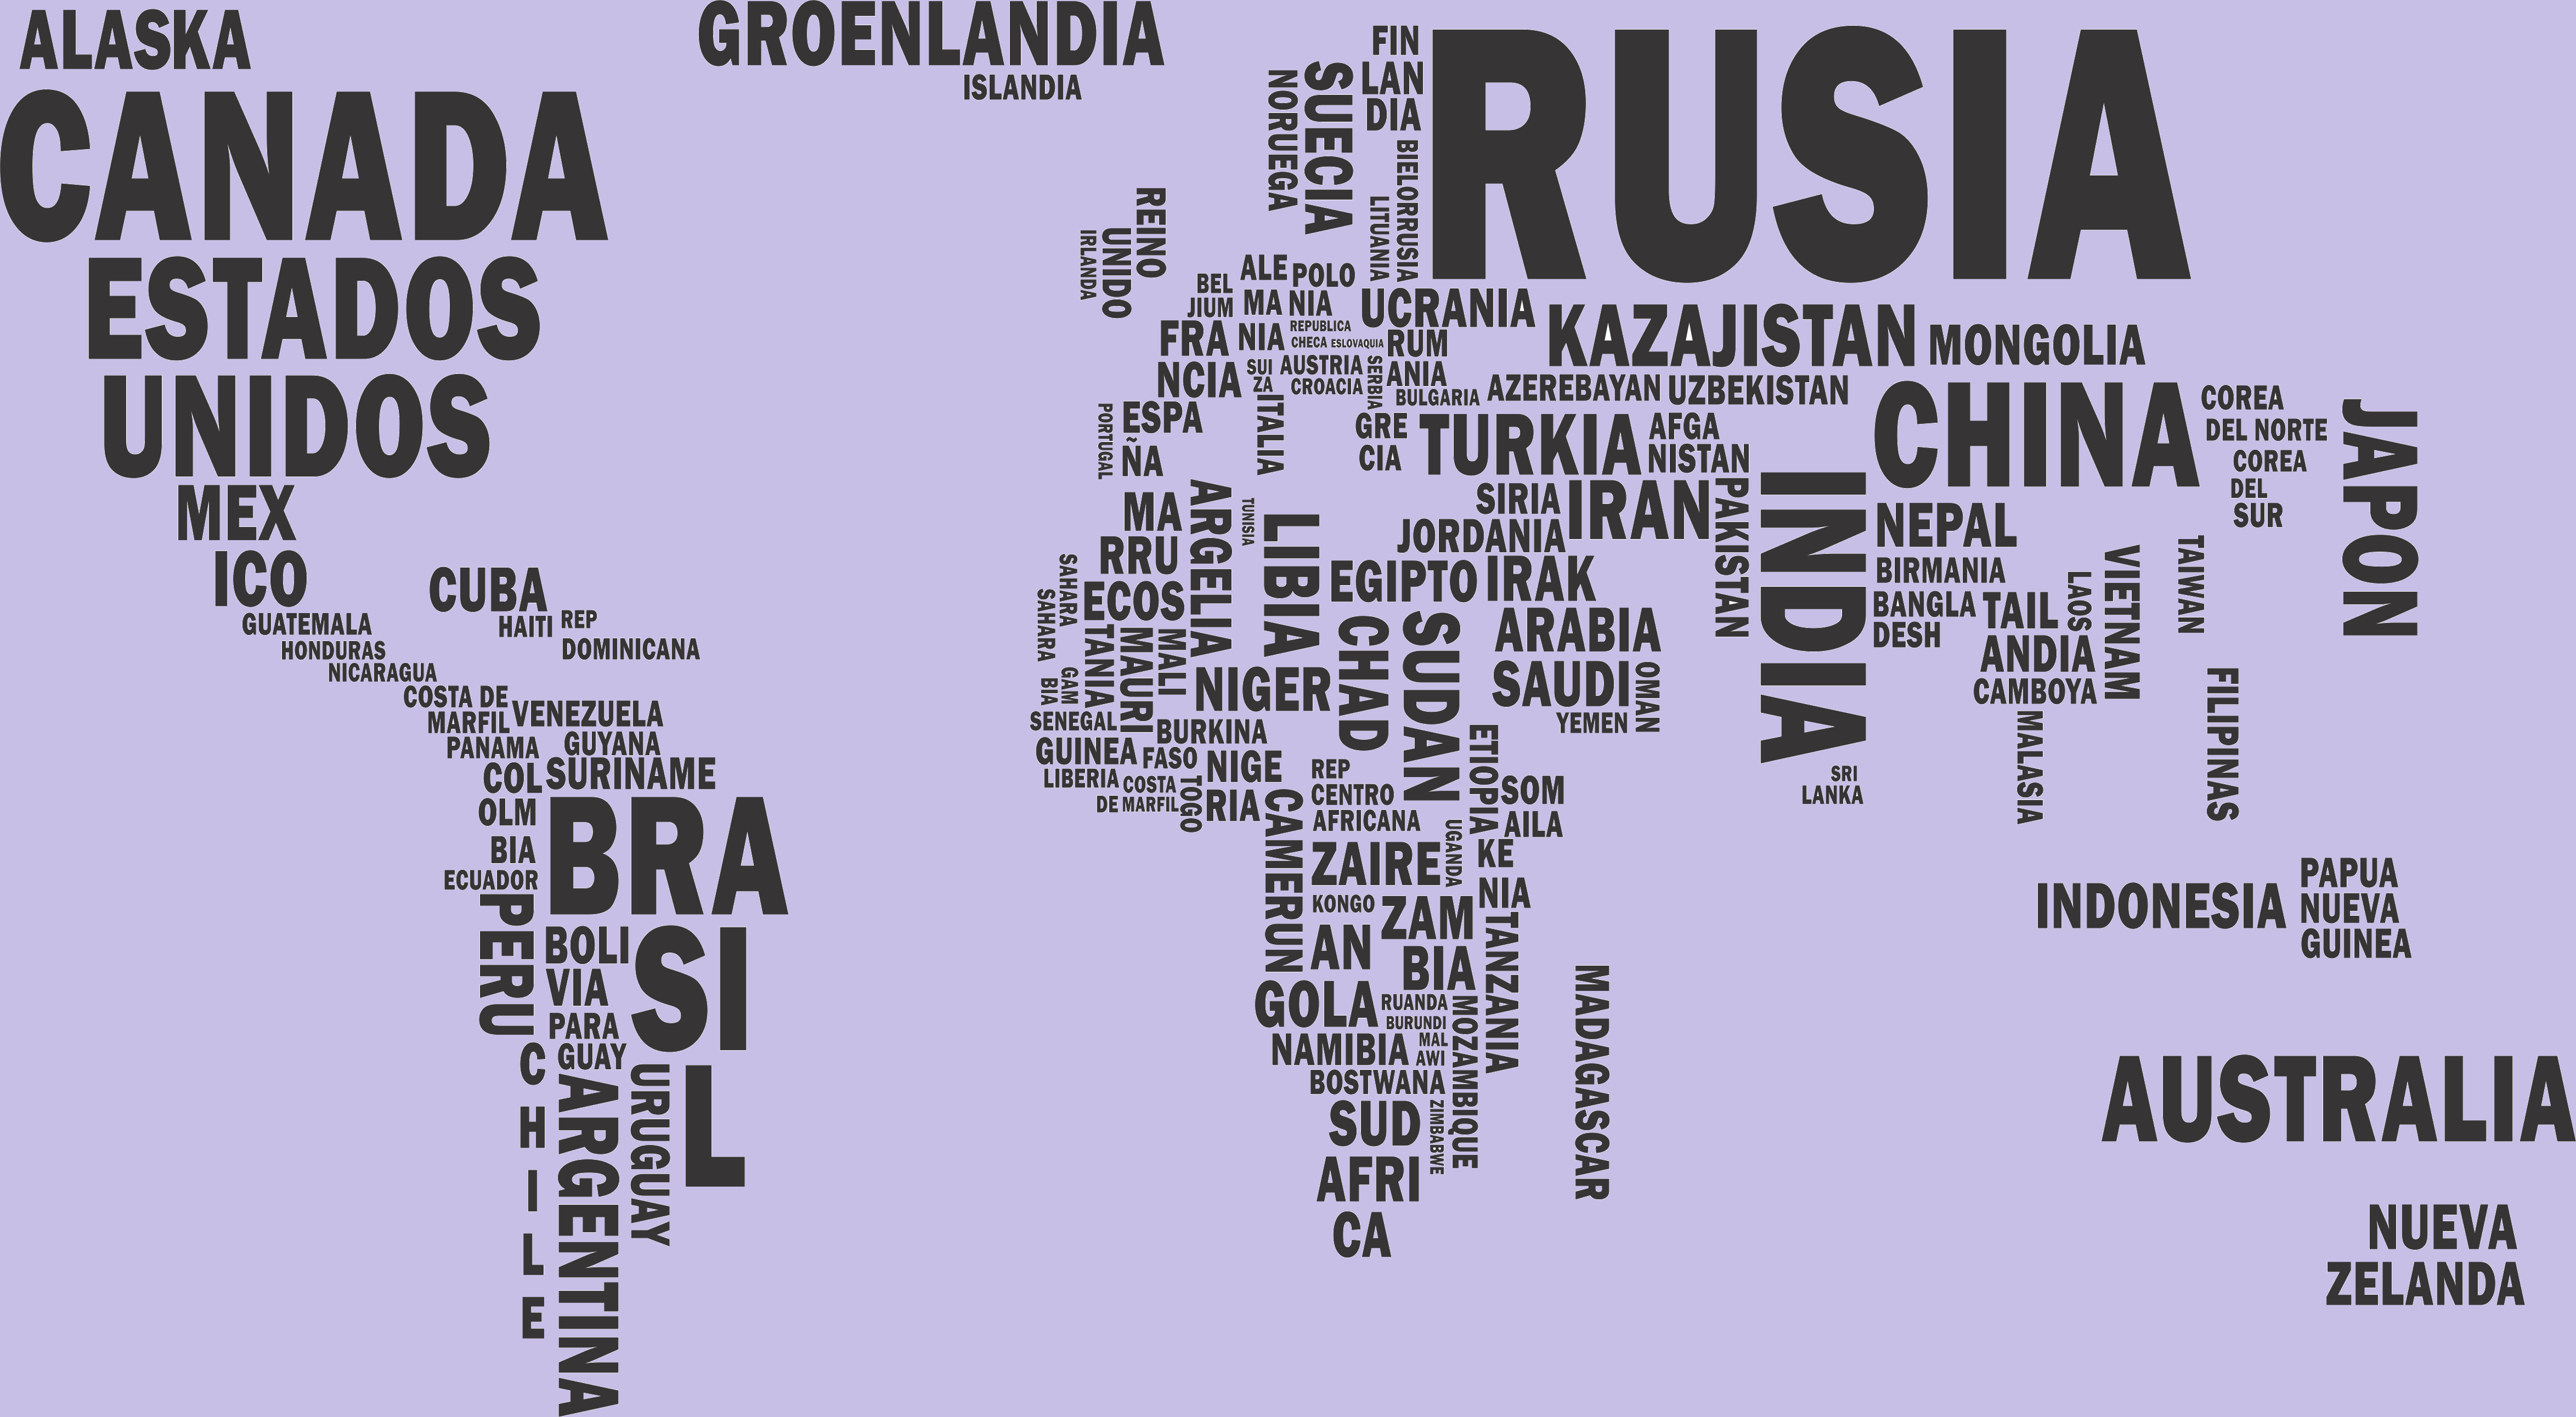 ALASKA
CANADA
ESTADOS
UNIDOS
MEX
ICO
GUATEMALA
HONDURAS
NICARAGUA
COSTA DE
MARFIL
PANAMA
CUBA
HAITI
REP
DOMINICANA
VENEZUELA
GUYANA
SURINAME
COL
OLM
BIA
ECUADOR
PERU
BRA
SI
L
BOLI
VIA
PARA
GUAY
CHILE
ARGENTINA
URUGUAY
GROENLANDIA
ISLANDIA
REINO
UNIDO
IRLANDA
NORUEGA
SUECIA
FIN
LAN
DIA
BIELORRUSIA
LITUANIA
RUSIA
BEL
JIUM
ALE
MA
NIA
POLO
NIA
UCRANIA
FRA
NCIA
REPUBLICA
CHECA
ESLOVAQUIA
RUM
ANIA
SUI
ZA
AUSTRIA
CROACIA
SERBIA
BULGARIA
ITALIA
PORTUGAL
ESPA
ÑA
GRE
CIA
KAZAJISTAN
MONGOLIA
AZEREBAYAN
UZBEKISTAN
TURKIA
AFGA
NISTAN
CHINA
COREA
DEL NORTE
COREA
DEL
SUR
JAPON
SIRIA
IRAN
PAKISTAN
INDIA
JORDANIA
EGIPTO
IRAK
ARABIA
SAUDI
OMAN
YEMEN
NEPAL
BIRMANIA
BANGLA
DESH
TAIL
ANDIA
LAOS
VIETNAM
CAMBOYA
MALASIA
TAIWAN
FILIPINAS
SRI
LANKA
MA
RRU
ECOS
ARGELIA
TUNISIA
LIBIA
SAHARA
SAHARA
MAURI
TANIA
MALI
NIGER
CHAD
SUDAN
GAM
BIA
SENEGAL
BURKINA
FASO
GUINEA
LIBERIA
COSTA
DE MARFIL
TOGO
NIGE
RIA
CAMERUN
REP
CENTRO
AFRICANA
ETIOPIA
SOM
AILA
UGANDA
KE
NIA
ZAIRE
KONGO
ZAM
BIA
AN
GOLA
TANZANIA
RUANDA
BURUNDI
MAL
AWI
MOZAMBIQUE
NAMIBIA
BOSTWANA
ZIMBABWE
SUD
AFRI
CA
MADAGASCAR
INDONESIA
PAPUA
NUEVA
GUINEA
AUSTRALIA
NUEVA
ZELANDA